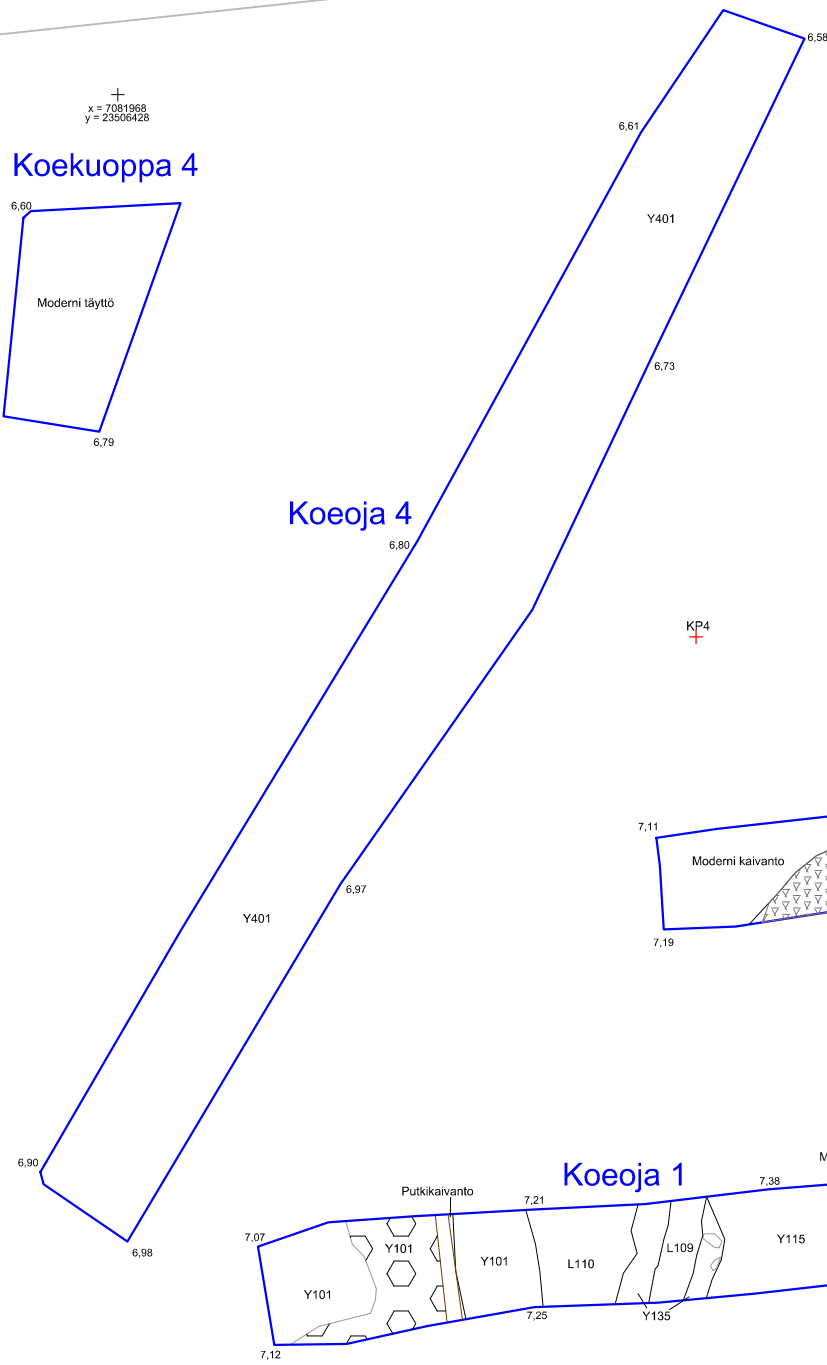 6,58
x = 7081968
y = 23506428
6,61
Koekuoppa 4
6,60
Y401
Moderni täyttö
6,73
6,79
Koeoja 4
6,80
KP4
7,11
Moderni kaivanto
6,97
Y401
7,19
6,90
Koeoja 1
M
7,38
Putkikaivanto
7,21
7,07
6,98
Y101
Y115
L109
Y101
L110
Y101
7,25
Y135
7,12